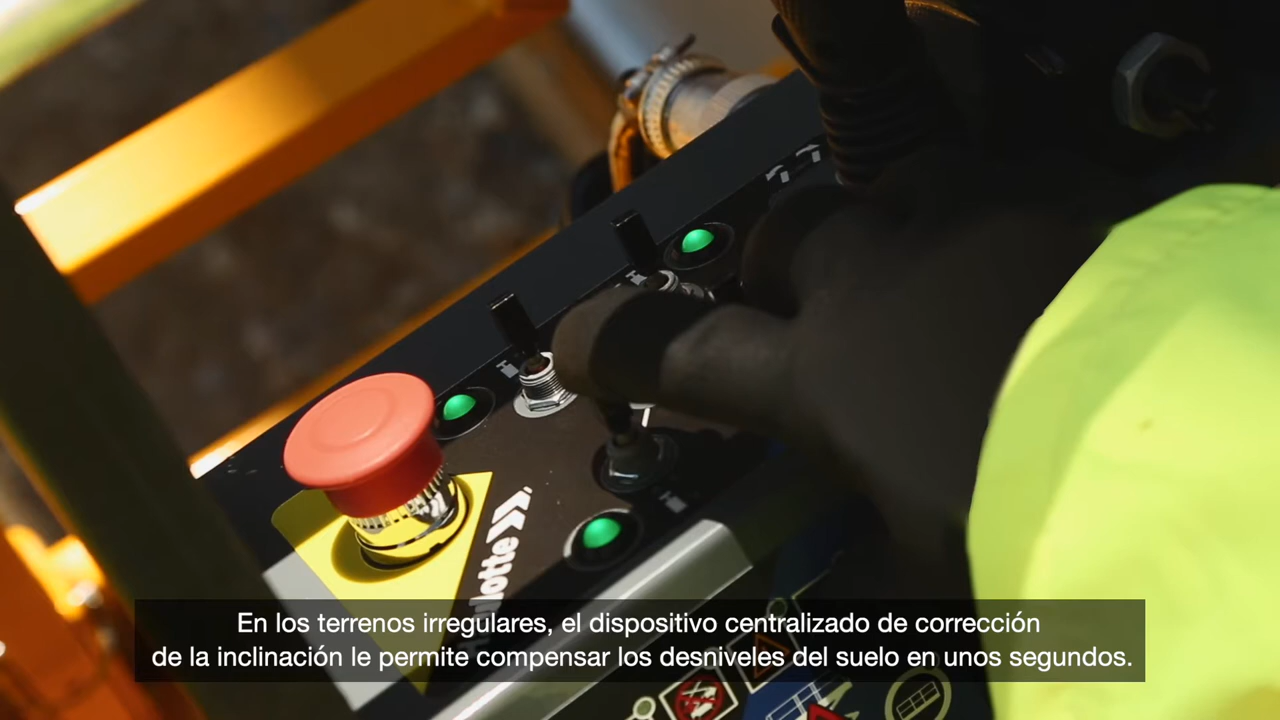 En los terrenos irregulares, el dispositivo centralizado de corrección
de la inclinación le permite compensar los desniveles del suelo en unos segundos.